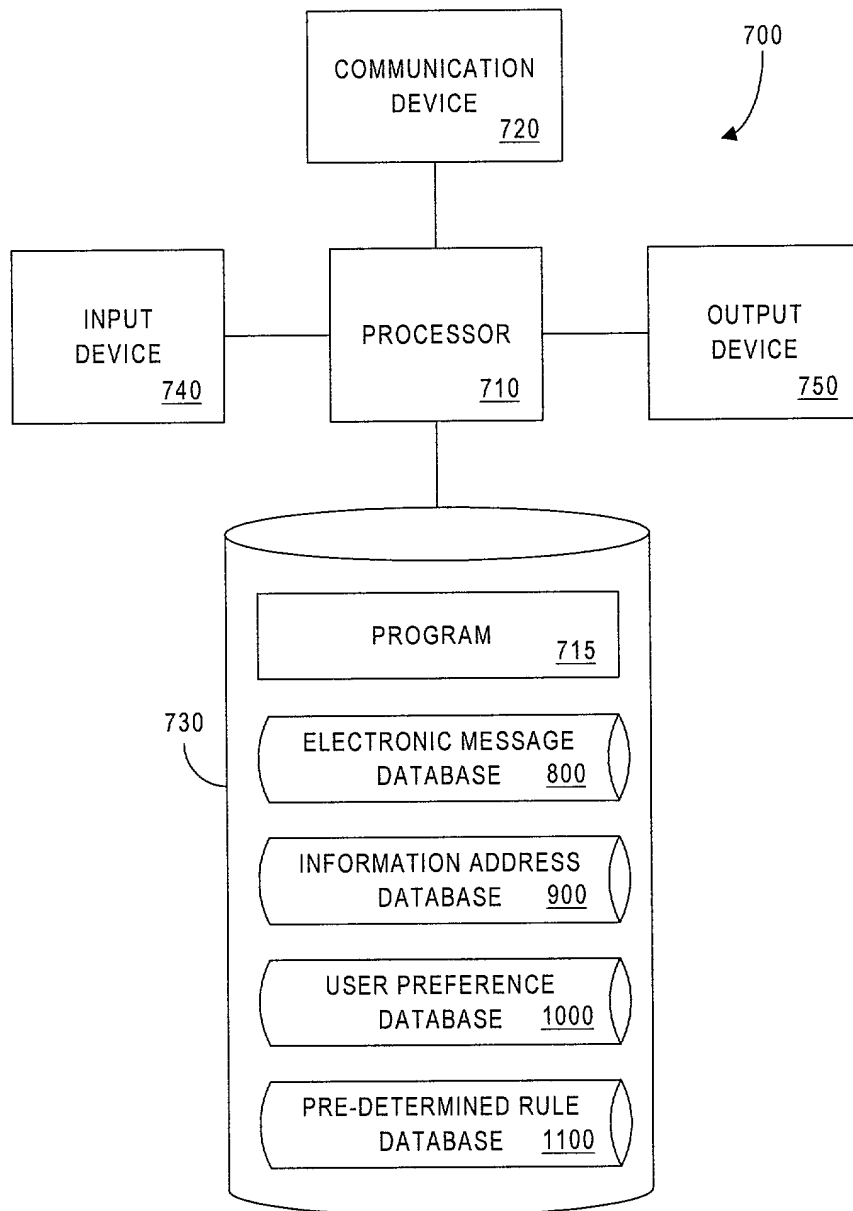 700
COMMUNICATION
DEVICE
720
INPUT
DEVICE
740
PROCESSOR
710
OUTPUT
DEVICE
750
PROGRAM
715
730
ELECTRONIC MESSAGE
DATABASE 800
INFORMATION ADDRESS
DATABASE 900
USER PREFERENCE
DATABASE 1000
PRE-DETERMINED RULE
DATABASE 1100